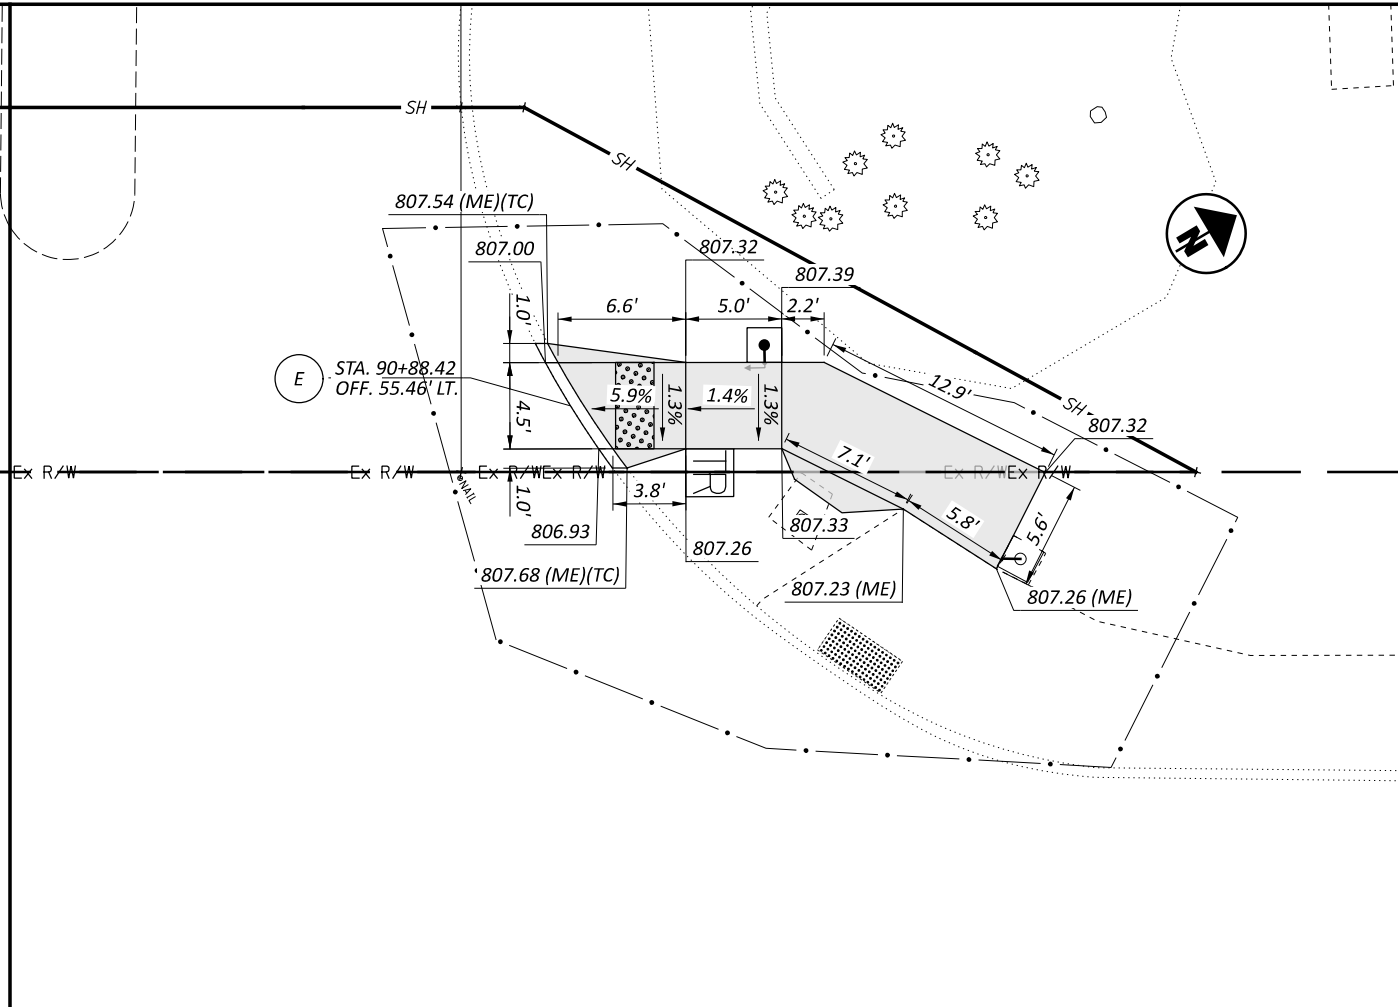 SH
SH
807.54 (ME)(TC)
807.00
807.32
807.39
N
1.0'
6.6'
5.0'
2.2'
E
STA. 90+88.42
OFF. 55.46' LT.
4.5'
5.9%
1.3%
1.4%
1.3%
12.9'
SH
807.32
Ex R/W
Ex R/W
Ex R/W
Ex R/W
Ex R/W
Ex R/W
NAIL
1.0'
3.8'
7.1'
5.8'
5.6'
806.93
807.33
807.26
807.68 (ME)(TC)
807.23 (ME)
807.26 (ME)